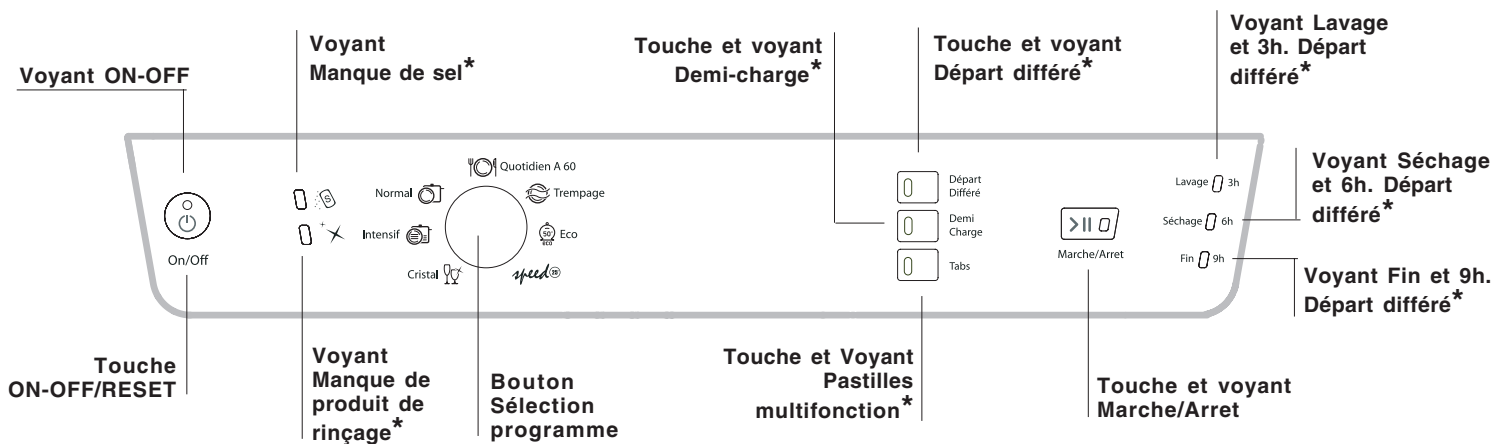 Voyant ON-OFF
Voyant
Manque de sel*
Touche et voyant
Demi-charge*
Touche et voyant
Départ différé*
Voyant Lavage
et 3h. Départ
différé*
Voyant Séchage
et 6h. Départ
différé*
Voyant Fin et 9h.
Départ différé*
On/Off
S
Quotidien A 60
Normal
Trempage
Intensif
50°
ECO
Eco
Cristal
speed
Départ
Différé
Demi
Charge
Tabs
Marche/Arret
Lavage 3h
Séchage 6h
Fin 9h
Touche
ON-OFF/RESET
Voyant
Manque de
produit de
rinçage*
Bouton
Sélection
programme
Touche et Voyant
Pastilles
multifonction*
Touche et voyant
Marche/Arret